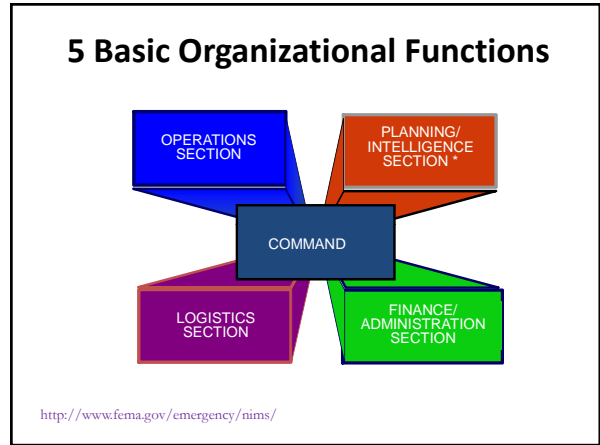 5 Basic Organizational Functions
OPERATIONS
SECTION
PLANNING/
INTELLIGENCE
SECTION *
COMMAND
LOGISTICS
SECTION
FINANCE/
ADMINISTRATION
SECTION
http://www.fema.gov/emergency/nims/